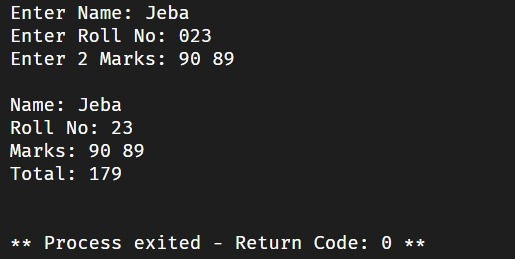 Enter Name: Jeba
Enter Roll No: 023
Enter 2 Marks: 90 89
Name: Jeba
Roll No: 23
Marks: 90 89
Total: 179
** Process exited - Return Code: 0 **